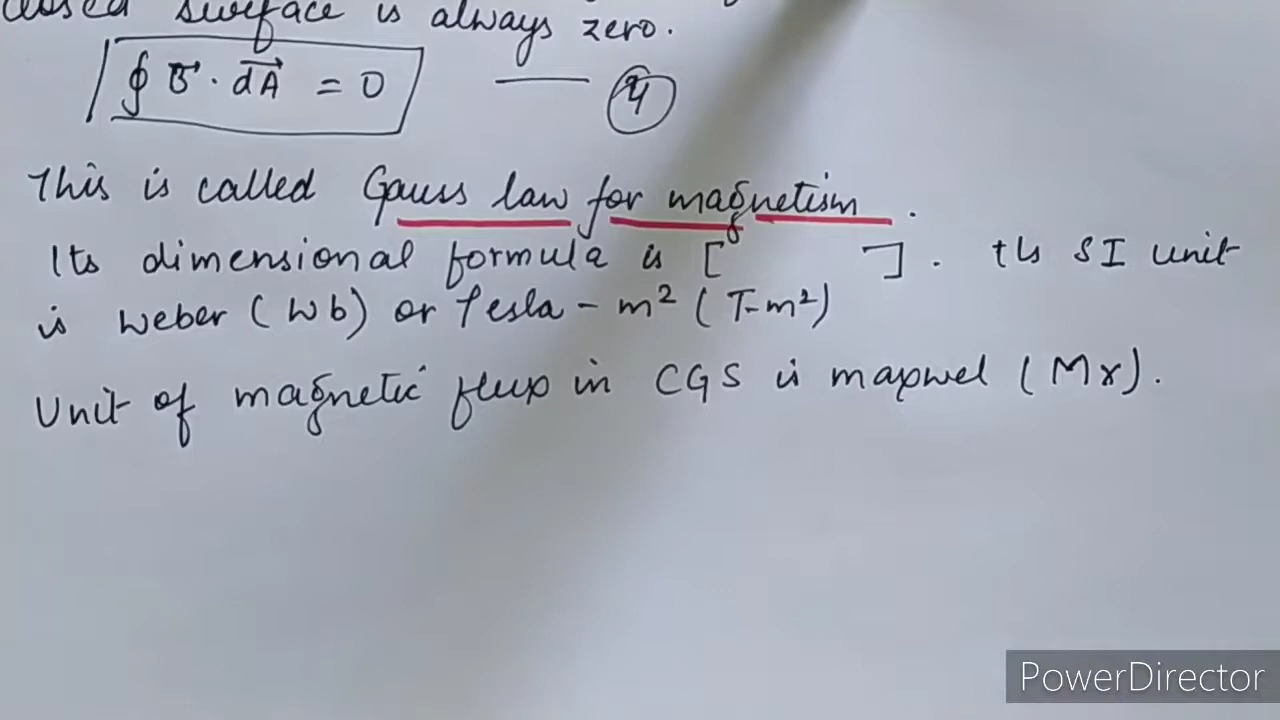 closed surface is always zero.
∮ B⃗ · dA⃗ = 0 —— (4)
This is called Gauss law for magnetism.
Its dimensional formula is [ ]. Its SI unit
is weber (Wb) or Tesla - m² (T-m²)
Unit of magnetic flux in CGS is maxwel (Mx).
PowerDirector